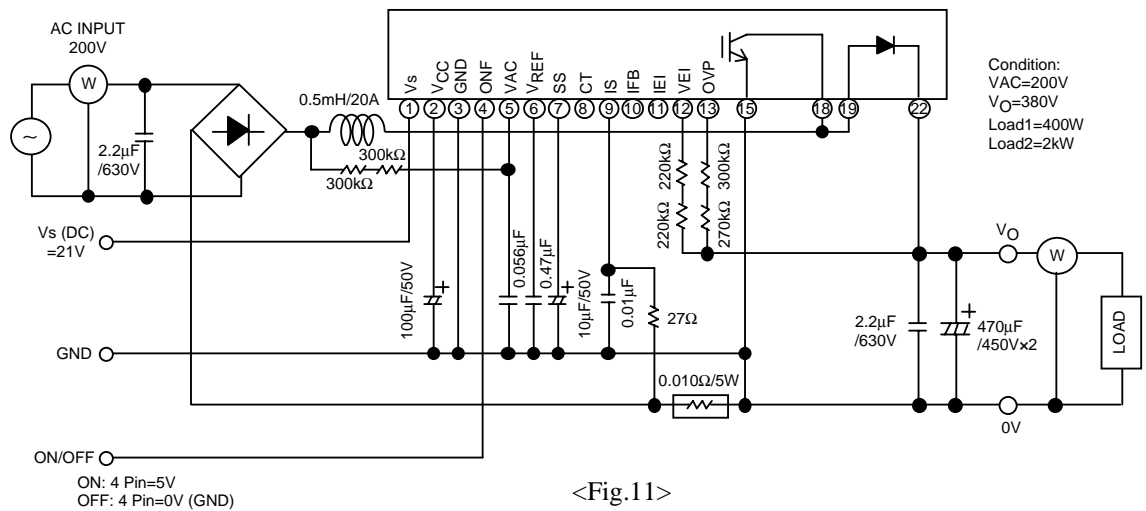 AC INPUT
200V
W
~
2.2μF
/630V
0.5mH/20A
300kΩ
300kΩ
Vs
VCC
GND
ONF
VAC
VREF
SS
CT
IS
IFB
IEI
VEI
OVP
1
2
3
4
5
6
7
8
9
10
11
12
13
15
18
19
22
Condition:
VAC=200V
VO=380V
Load1=400W
Load2=2kW
220kΩ
220kΩ
300kΩ
270kΩ
Vs (DC)
=21V
100μF/50V
+
0.056μF
0.47μF
+
10μF/50V
0.01μF
27Ω
VO
W
LOAD
2.2μF
/630V
+
470μF
/450V×2
GND
0.010Ω/5W
0V
ON/OFF
ON: 4 Pin=5V
OFF: 4 Pin=0V (GND)
<Fig.11>